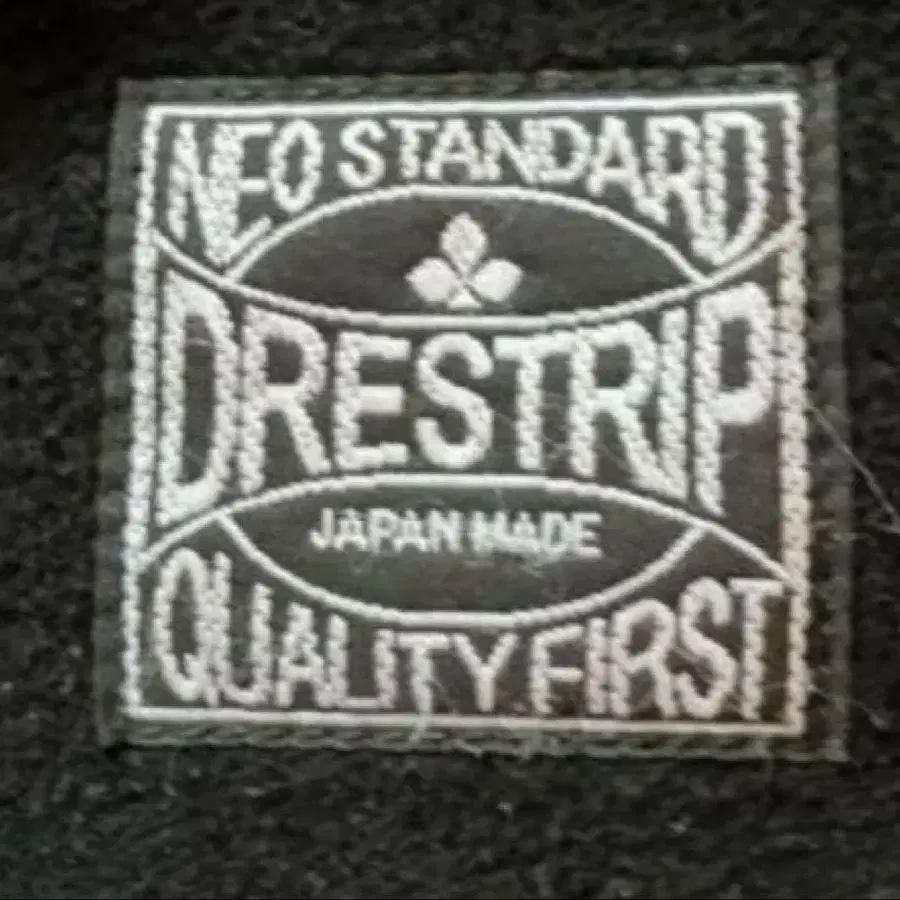 NEO STANDARD
DRESTRIP
JAPAN MADE
QUALITY FIRST